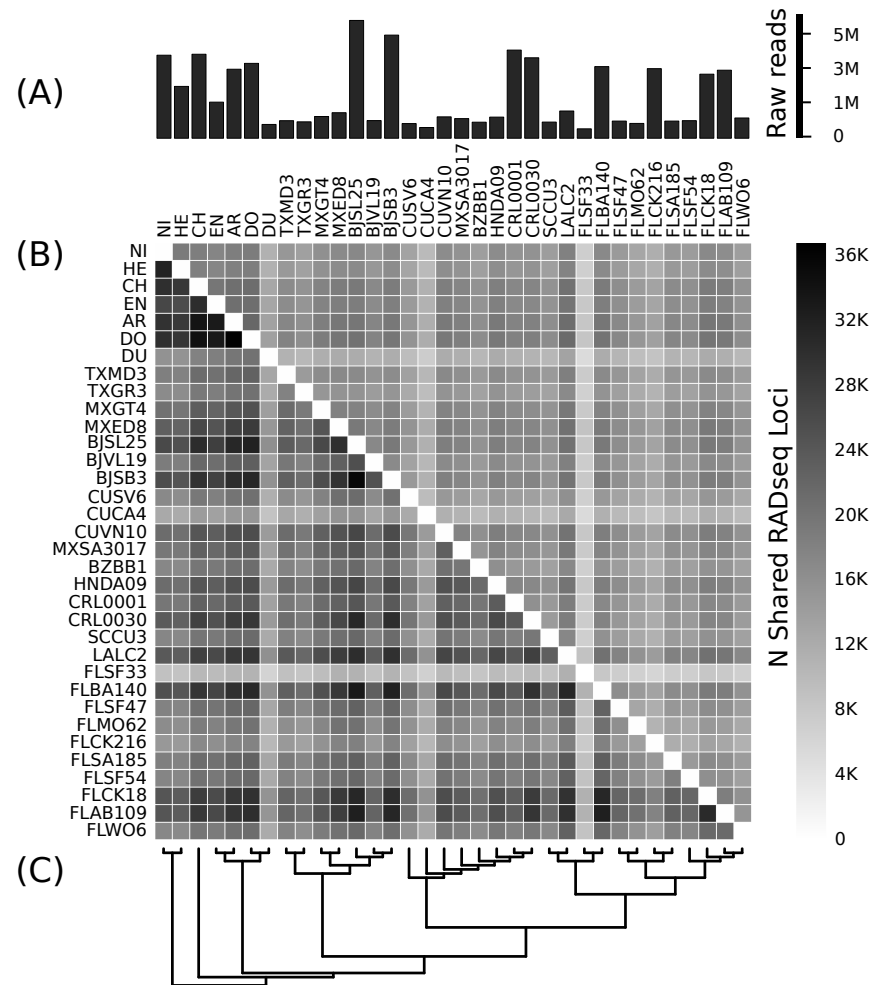 (A)
Raw reads
5M
3M
1M
0
NI
HE
CH
EN
AR
DO
DU
TXMD3
TXGR3
MXGT4
MXED8
BJSL25
BJVL19
BJSB3
CUSV6
CUCA4
CUVN10
MXSA3017
BZBB1
HNDA09
CRL0001
CRL0030
SCCU3
LALC2
FLSF33
FLBA140
FLSF47
FLMO62
FLCK216
FLSA185
FLSF54
FLCK18
FLAB109
FLWO6
(B)
NI
HE
CH
EN
AR
DO
DU
TXMD3
TXGR3
MXGT4
MXED8
BJSL25
BJVL19
BJSB3
CUSV6
CUCA4
CUVN10
MXSA3017
BZBB1
HNDA09
CRL0001
CRL0030
SCCU3
LALC2
FLSF33
FLBA140
FLSF47
FLMO62
FLCK216
FLSA185
FLSF54
FLCK18
FLAB109
FLWO6
N Shared RADseq Loci
36K
32K
28K
24K
20K
16K
12K
8K
4K
0
(C)